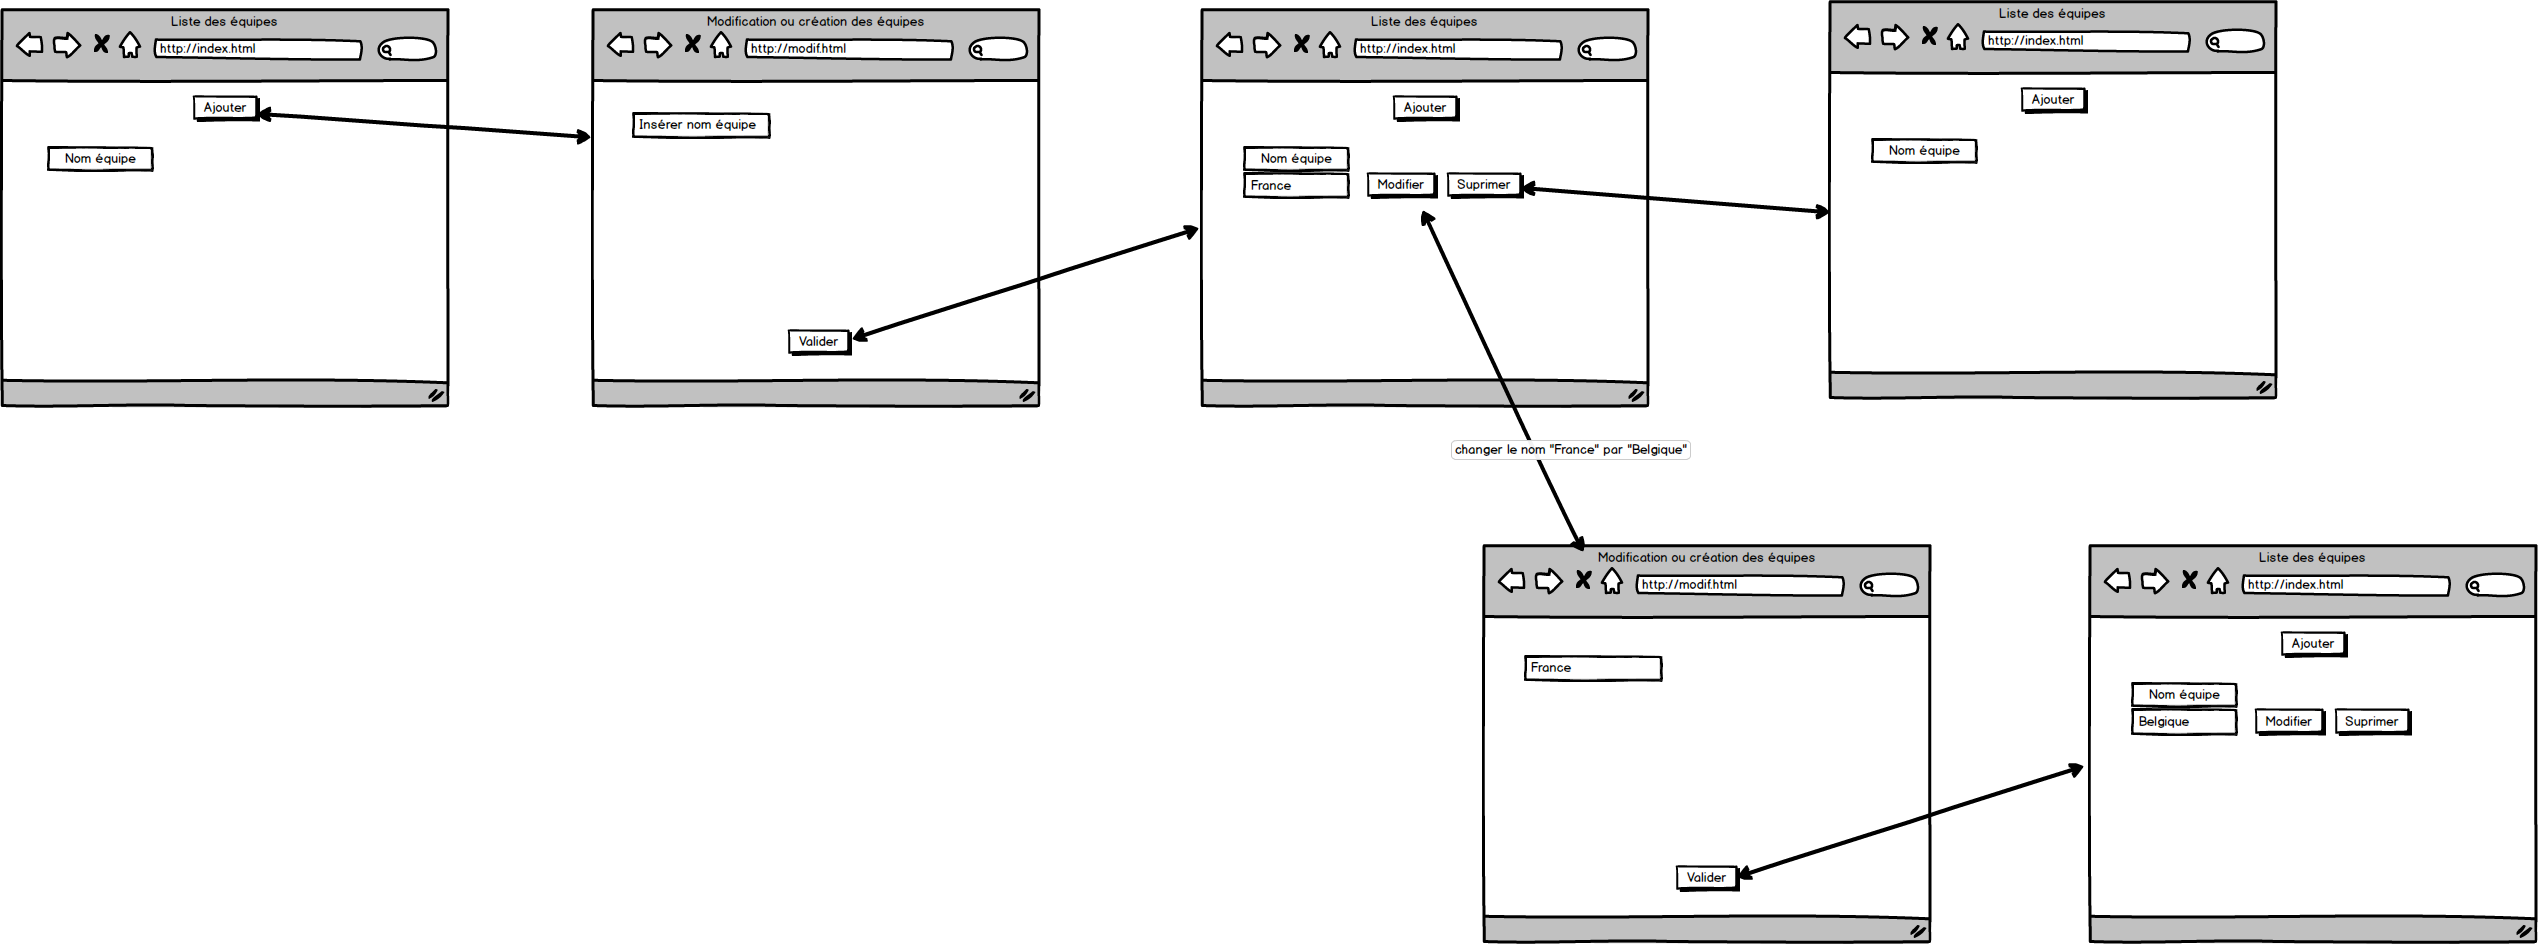 Liste des équipes
http://index.html
Ajouter
Nom équipe
Modification ou création des équipes
http://modif.html
Insérer nom équipe
Valider
Liste des équipes
http://index.html
Ajouter
Nom équipe
France
Modifier
Suprimer
Liste des équipes
http://index.html
Ajouter
Nom équipe
changer le nom "France" par "Belgique"
Modification ou création des équipes
http://modif.html
France
Valider
Liste des équipes
http://index.html
Ajouter
Nom équipe
Belgique
Modifier
Suprimer